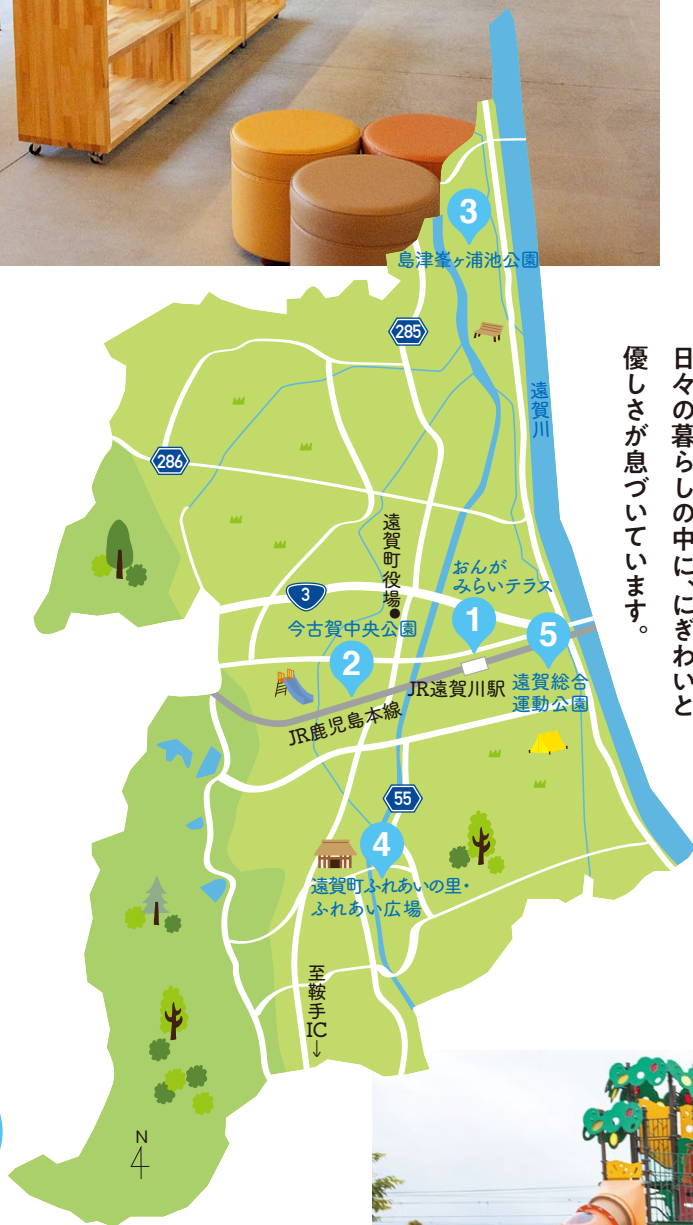 日々の暮らしの中に、にぎわいと
優しさが息づいています。
3
島津峯ヶ浦池公園
285
遠賀川
286
遠賀町役場
おんが
みらいテラス
3
1
5
今古賀中央公園
2
JR遠賀川駅
遠賀総合
運動公園
JR鹿児島本線
55
4
遠賀町ふれあいの里・
ふれあい広場
至鞍手IC↓
N